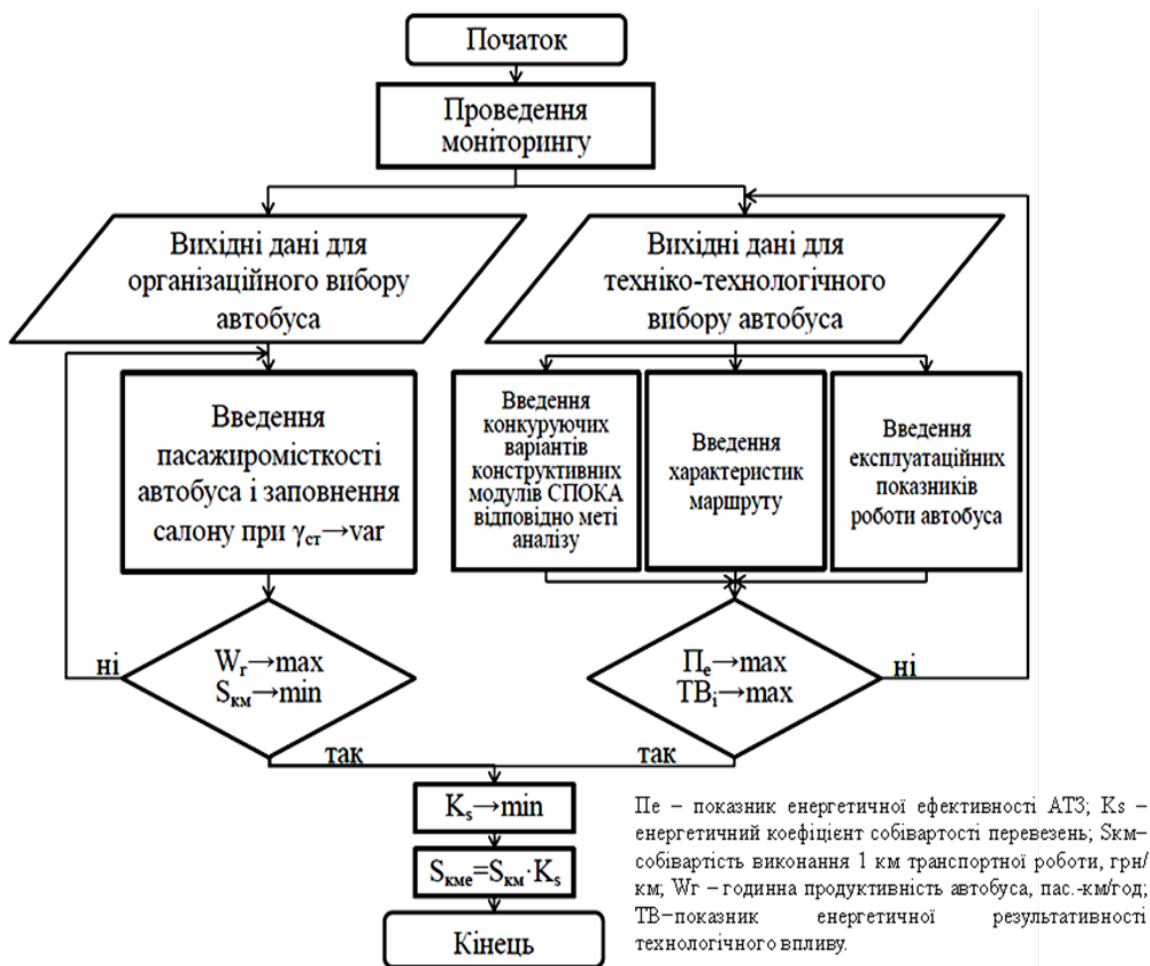 Початок
Проведення
моніторингу
Вихідні дані для
організаційного вибору
автобуса
Вихідні дані для
техніко-технологічного
вибору автобуса
Введення
пасажиромісткості
автобуса і заповнення
салону при γст→var
Введення
конкуруючих
варіантів
конструктивних
модулів СПОКА
відповідно меті
аналізу
Введення
характеристик
маршруту
Введення
експлуатаційних
показників
роботи автобуса
ні
Wг→max
Sкм→min
Пе→max
ТВі→max
ні
так
так
Ks→min
Sкме=Sкм·Ks
Кінець
Пе – показник енергетичної ефективності АТЗ; Ks –
енергетичний коефіцієнт собівартості перевезень; Sкм–
собівартість виконання 1 км транспортної роботи, грн/
км; Wг – годинна продуктивність автобуса, пас.-км/год;
ТВ–показник енергетичної результативності
технологічного впливу.